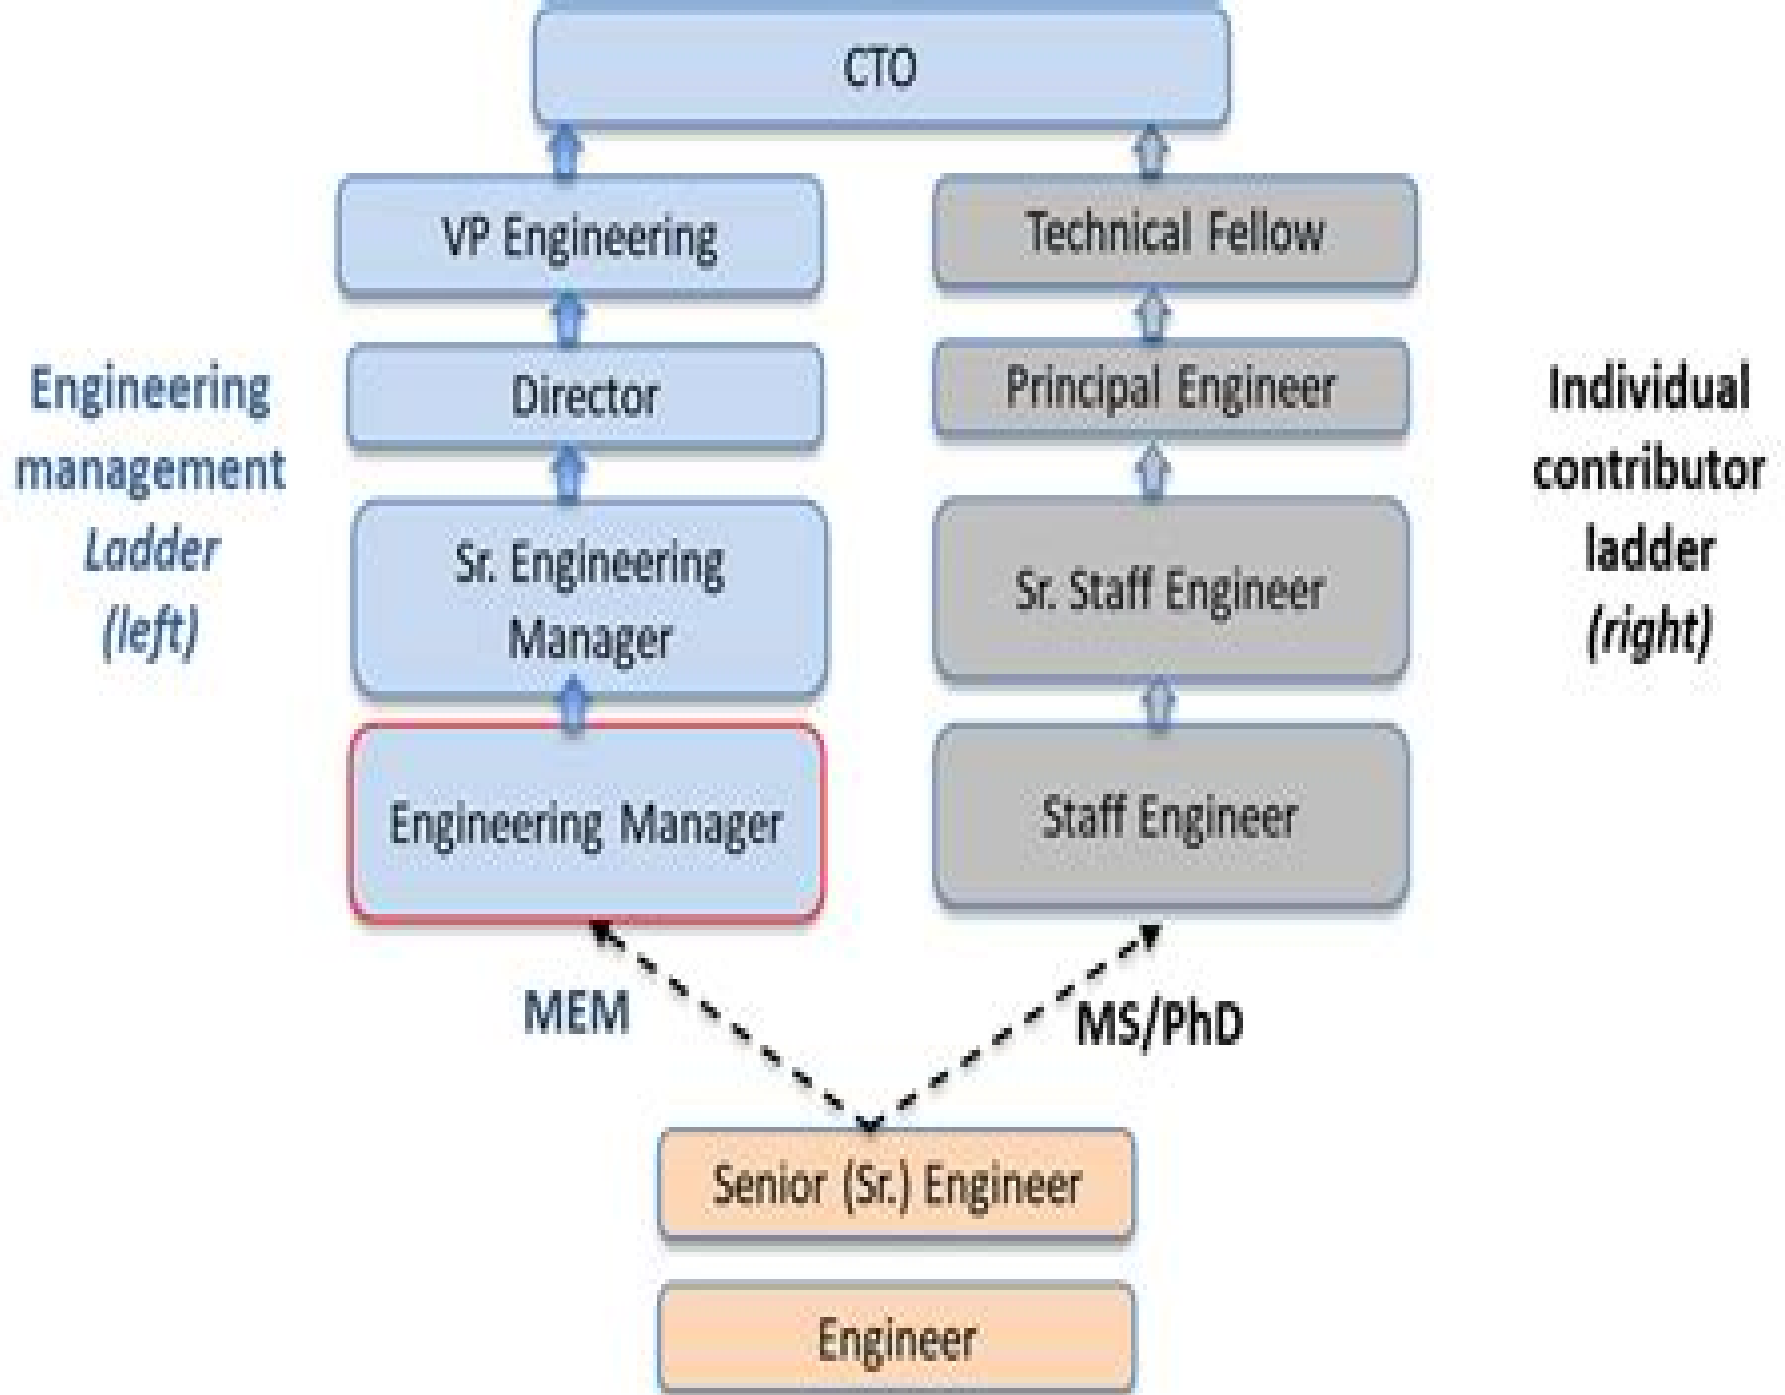 CTO
VP Engineering
Technical Fellow
Director
Principal Engineer
Engineering
management
Ladder
(left)
Individual
contributor
ladder
(right)
Sr. Engineering
Manager
Sr. Staff Engineer
Engineering Manager
Staff Engineer
MEM
MS/PhD
Senior (Sr.) Engineer
Engineer